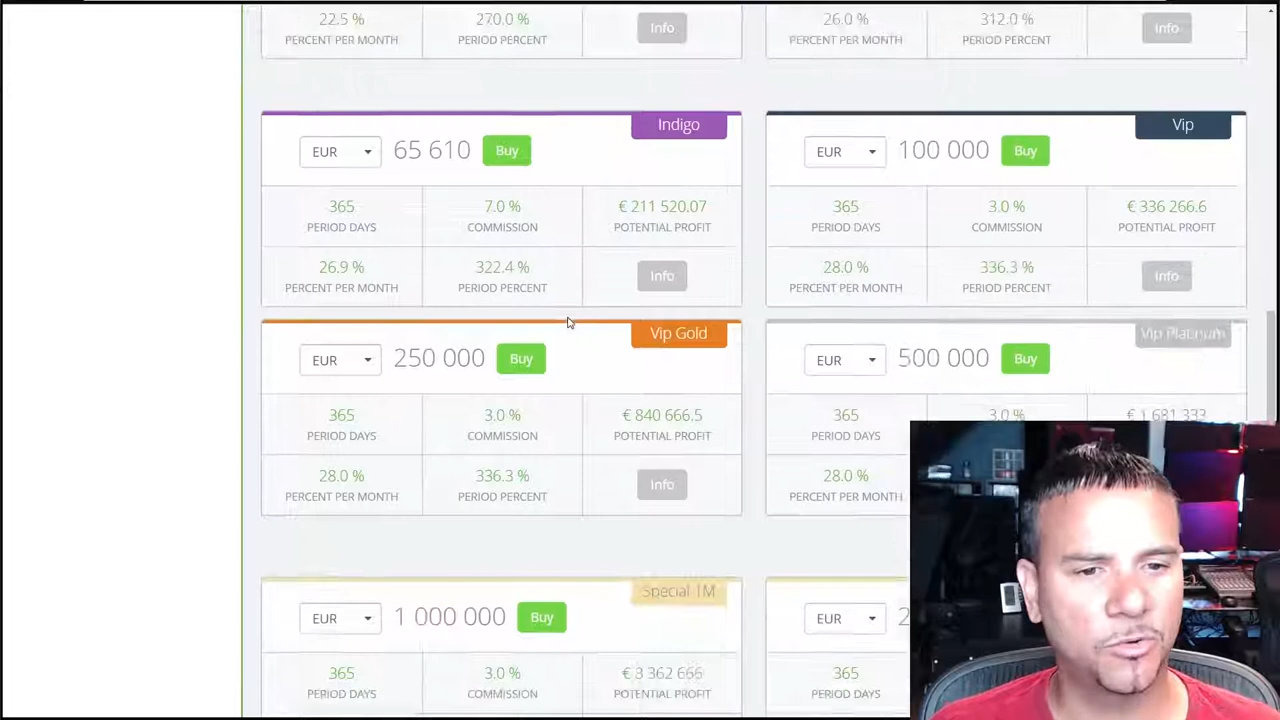 22.5 % 270.0 % Info 26.0 % 312.0 % Info
PERCENT PER MONTH PERIOD PERCENT PERCENT PER MONTH PERIOD PERCENT
Indigo Vip
EUR 65 610 Buy EUR 100 000 Buy
365 7.0 % € 211 520.07 365 3.0 % € 336 266.6
PERIOD DAYS COMMISSION POTENTIAL PROFIT PERIOD DAYS COMMISSION POTENTIAL PROFIT
26.9 % 322.4 % Info 28.0 % 336.3 % Info
PERCENT PER MONTH PERIOD PERCENT PERCENT PER MONTH PERIOD PERCENT
Vip Gold Vip Platinum
EUR 250 000 Buy EUR 500 000 Buy
365 3.0 % € 840 666.5 365 3.0 % € 1 681 333
PERIOD DAYS COMMISSION POTENTIAL PROFIT PERIOD DAYS
28.0 % 336.3 % Info 28.0 %
PERCENT PER MONTH PERIOD PERCENT PERCENT PER MONTH
Special 1M
EUR 1 000 000 Buy EUR 2
365 3.0 % € 3 362 666 365
PERIOD DAYS COMMISSION POTENTIAL PROFIT PERIOD DAYS